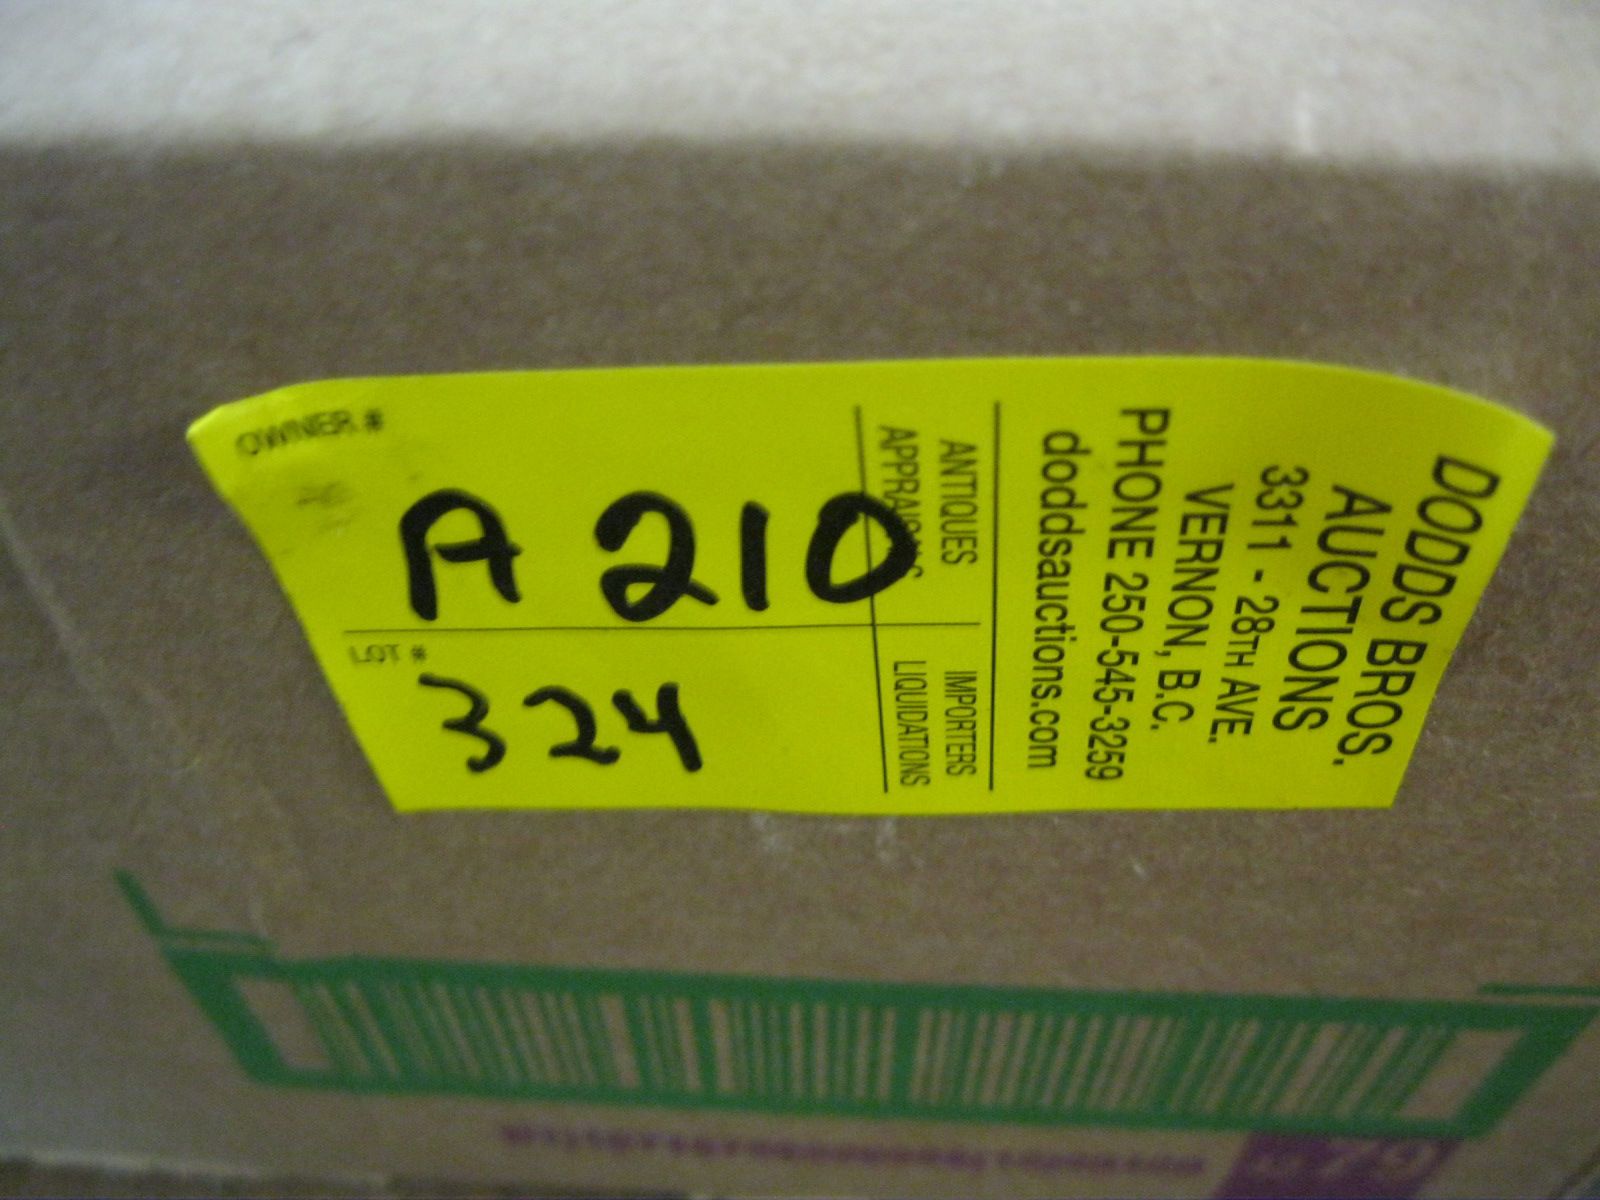 DODDS BROS.
AUCTIONS
3311 - 28TH AVE.
VERNON, B.C.
PHONE 250-545-3259
doddsauctions.com
ANTIQUES IMPORTERS
APPRAISALS LIQUIDATIONS
OWNER #
A 210
LOT #
324